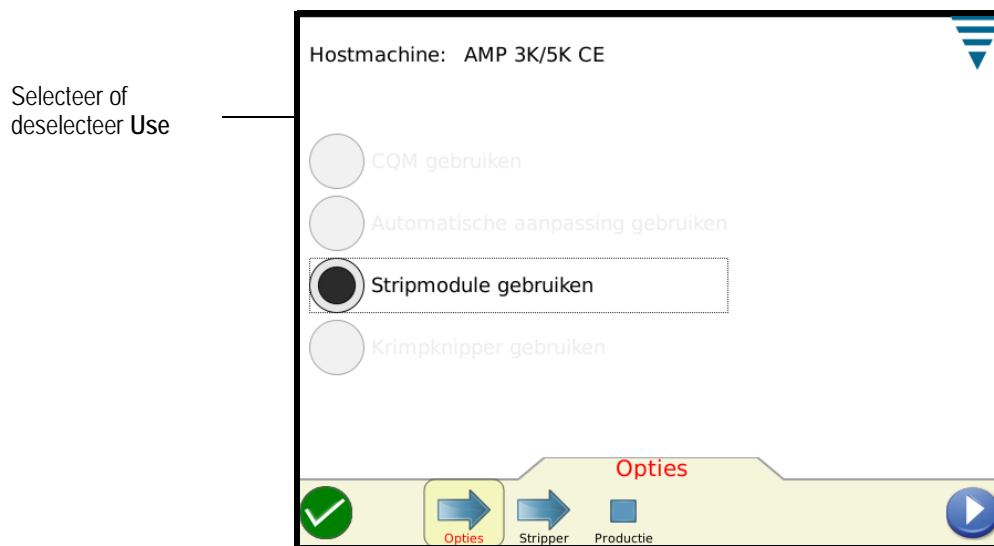 Hostmachine: AMP 3K/5K CE
Selecteer of
deselecteer Use
CQM gebruiken
Automatische aanpassing gebruiken
Stripmodule gebruiken
Krimpknipper gebruiken
Opties
Opties Stripper Productie